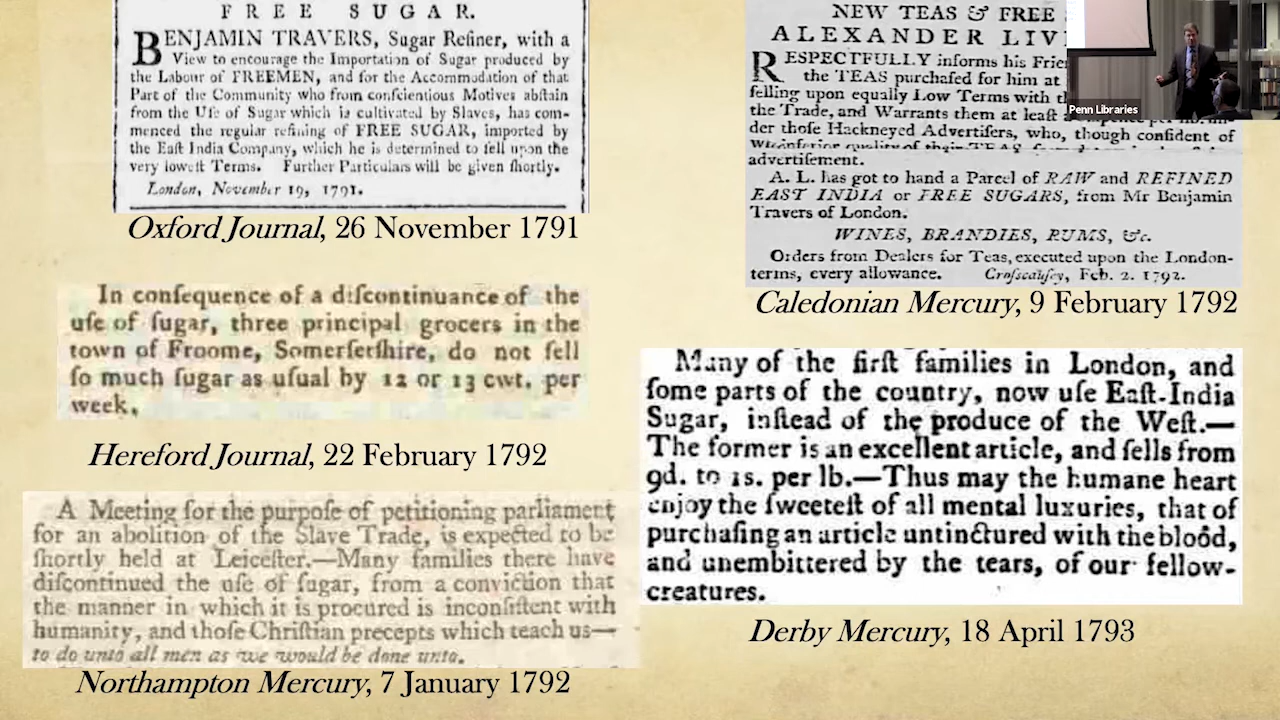 FREE SUGAR.
BENJAMIN TRAVERS, Sugar Refiner, with a
View to encourage the Importation of Sugar produced by
the Labour of FREEMEN, and for the Accommodation of that
Part of the Community who from conſcientious Motives abſtain
from the Uſe of Sugar which is cultivated by Slaves, has com-
menced the regular refining of FREE SUGAR, imported by
the Eaſt India Company, which he is determined to ſell upon the
very loweſt Terms. Further Particulars will be given ſhortly.
London, November 19, 1791.
Oxford Journal, 26 November 1791
In conſequence of a diſcontinuance of the
uſe of ſugar, three principal grocers in the
town of Froome, Somerſetſhire, do not ſell
ſo much ſugar as uſual by 12 or 13 cwt. per
week.
Hereford Journal, 22 February 1792
A Meeting for the purpoſe of petitioning parliament
for an abolition of the Slave Trade, is expected to be
ſhortly held at Leiceſter.—Many families there have
diſcontinued the uſe of ſugar, from a conviction that
the manner in which it is procured is inconſiſtent with
humanity, and thoſe Chriſtian precepts which teach us—
to do unto all men as we would be done unto.
Northampton Mercury, 7 January 1792
NEW TEAS & FREE
ALEXANDER LIV
RESPECTFULLY informs his Frie
the TEAS purchaſed for him at
ſelling upon equally Low Terms with t
the Trade, and Warrants them at leaſt a
der thoſe Hackneyed Advertiſers, who, though confident of
advertiſement.
A. L. has got to hand a Parcel of RAW and REFINED
EAST INDIA or FREE SUGARS, from Mr Benjamin
Travers of London.
WINES, BRANDIES, RUMS, &c.
Orders from Dealers for Teas, executed upon the London-
terms, every allowance. Croſscauſey, Feb. 2. 1792.
Caledonian Mercury, 9 February 1792
Many of the firſt families in London, and
ſome parts of the country, now uſe Eaſt-India
Sugar, inſtead of the produce of the Weſt.—
The former is an excellent article, and ſells from
9d. to 1s. per lb.—Thus may the humane heart
enjoy the ſweeteſt of all mental luxuries, that of
purchaſing an article untinctured with the blood,
and unembittered by the tears, of our fellow-
creatures.
Derby Mercury, 18 April 1793
Penn Libraries